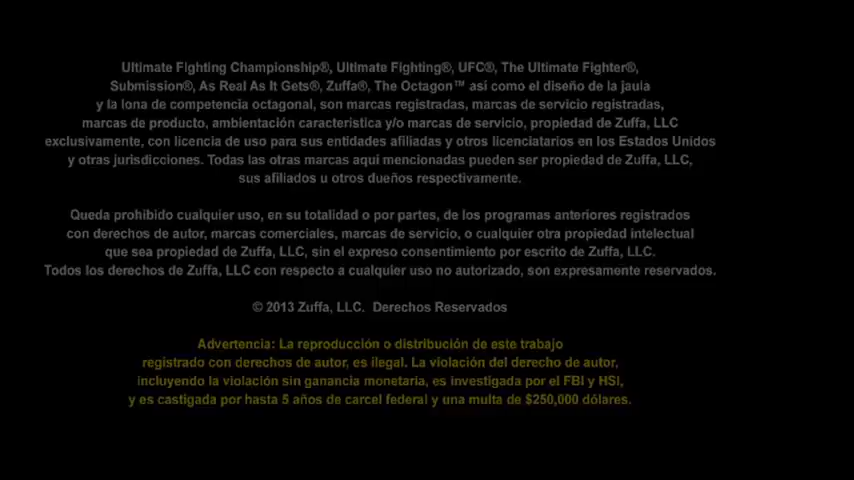 Ultimate Fighting Championship®, Ultimate Fighting®, UFC®, The Ultimate Fighter®,
Submission®, As Real As It Gets®, Zuffa®, The Octagon™ así como el diseño de la jaula
y la lona de competencia octagonal, son marcas registradas, marcas de servicio registradas,
marcas de producto, ambientación característica y/o marcas de servicio, propiedad de Zuffa, LLC
exclusivamente, con licencia de uso para sus entidades afiliadas y otros licenciatarios en los Estados Unidos
y otras jurisdicciones. Todas las otras marcas aquí mencionadas pueden ser propiedad de Zuffa, LLC,
sus afiliados u otros dueños respectivamente.
Queda prohibido cualquier uso, en su totalidad o por partes, de los programas anteriores registrados
con derechos de autor, marcas comerciales, marcas de servicio, o cualquier otra propiedad intelectual
que sea propiedad de Zuffa, LLC, sin el expreso consentimiento por escrito de Zuffa, LLC.
Todos los derechos de Zuffa, LLC con respecto a cualquier uso no autorizado, son expresamente reservados.
© 2013 Zuffa, LLC. Derechos Reservados
Advertencia: La reproducción o distribución de este trabajo
registrado con derechos de autor, es ilegal. La violación del derecho de autor,
incluyendo la violación sin ganancia monetaria, es investigada por el FBI y HSI,
y es castigada por hasta 5 años de carcel federal y una multa de $250,000 dólares.